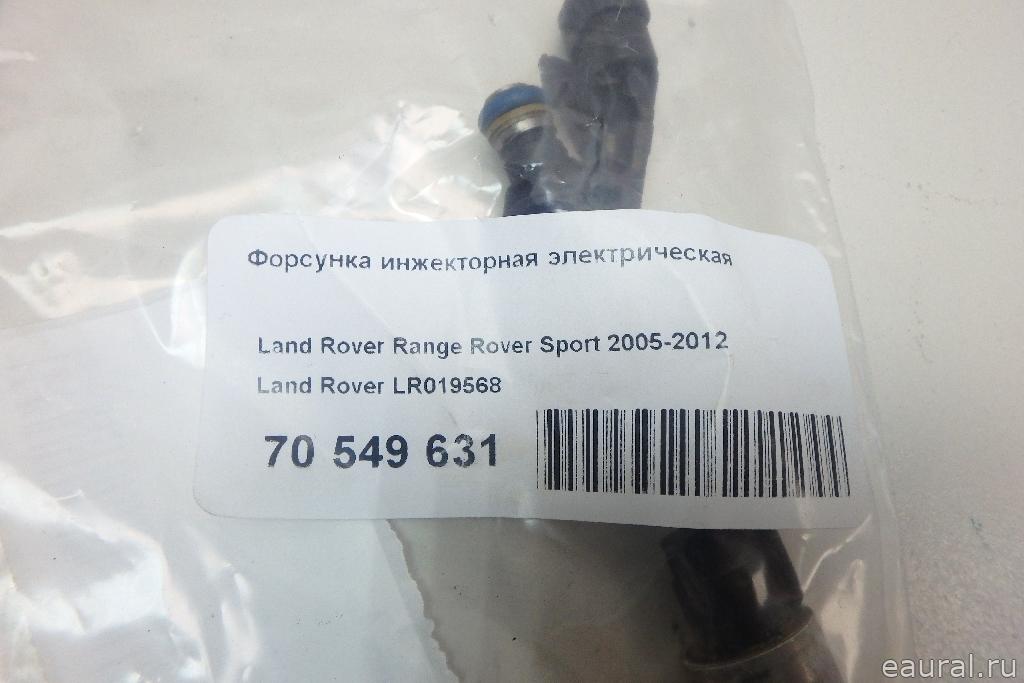 Форсунка инжекторная электрическая
Land Rover Range Rover Sport 2005-2012
Land Rover LR019568
70 549 631
eaural.ru